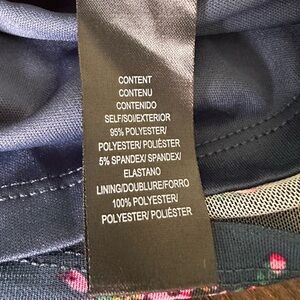 CONTENT
CONTENU
CONTENIDO
SELF/SOI/EXTERIOR
95% POLYESTER/
POLYESTER/ POLIÉSTER
5% SPANDEX/ SPANDEX/
ELASTANO
LINING/DOUBLURE/FORRO
100% POLYESTER/
POLYESTER/ POLIÉSTER